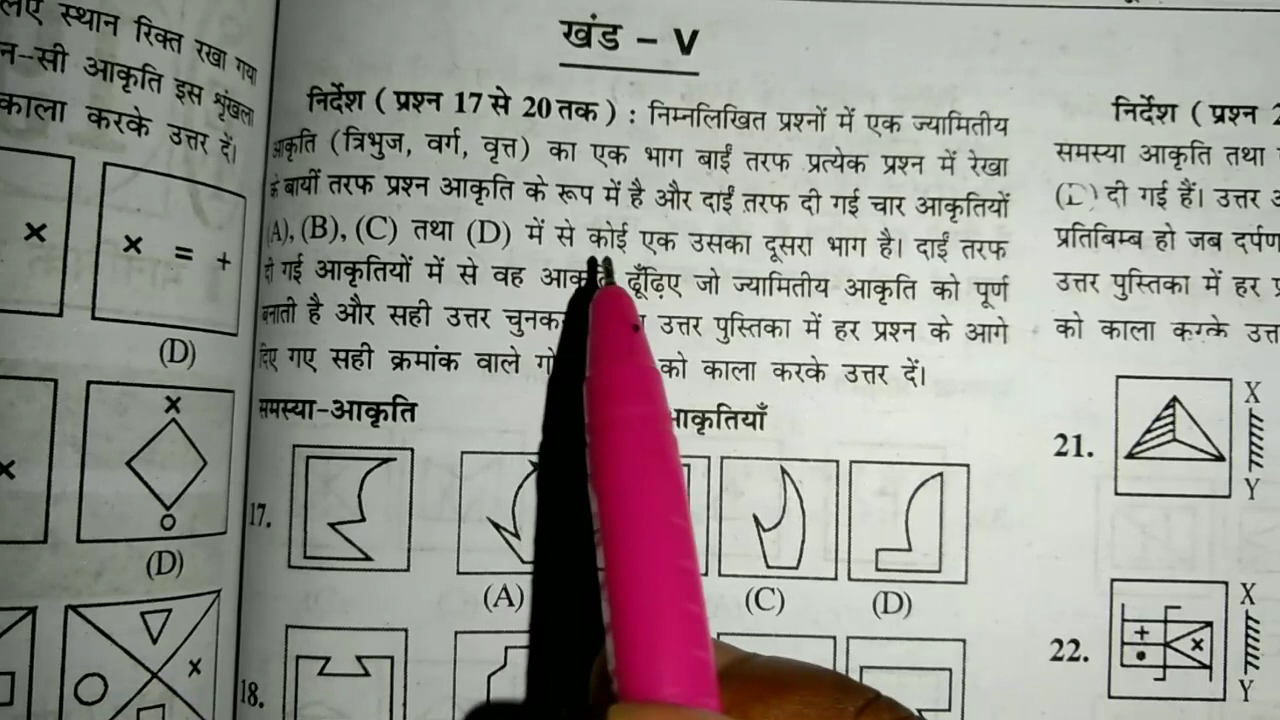 लिए स्थान रिक्त रखा गया
न-सी आकृति इस शृंखला
काला करके उत्तर दें।
× = +
(D)
(D)
खंड – V
निर्देश ( प्रश्न 17 से 20 तक ) : निम्नलिखित प्रश्नों में एक ज्यामितीय
आकृति (त्रिभुज, वर्ग, वृत्त) का एक भाग बाईं तरफ प्रत्येक प्रश्न में रेखा
के बायीं तरफ प्रश्न आकृति के रूप में है और दाईं तरफ दी गई चार आकृतियों
(A), (B), (C) तथा (D) में से कोई एक उसका दूसरा भाग है। दाईं तरफ
दी गई आकृतियों में से वह आकृति ढूँढ़िए जो ज्यामितीय आकृति को पूर्ण
बनाती है और सही उत्तर चुनकर उत्तर पुस्तिका में हर प्रश्न के आगे
दिए गए सही क्रमांक वाले को काला करके उत्तर दें।
समस्या-आकृति आकृतियाँ
17.
(A) (C) (D)
18.
निर्देश ( प्रश्न
समस्या आकृति तथा
(D) दी गई हैं। उत्तर
प्रतिबिम्ब हो जब दर्पण
उत्तर पुस्तिका में हर
को काला करके
21.
X
Y
22.
X
Y